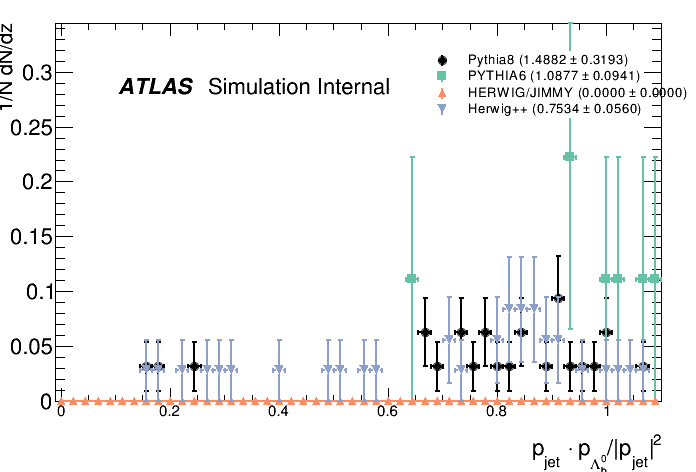 1/N dN/dz
ATLAS Simulation Internal
Pythia8 (1.4882 ± 0.3193)
PYTHIA6 (1.0877 ± 0.0941)
HERWIG/JIMMY (0.0000 ± 0.0000)
Herwig++ (0.7534 ± 0.0560)
0.3
0.25
0.2
0.15
0.1
0.05
0
0 0.2 0.4 0.6 0.8 1
p_jet · p_Λ_b^0/|p_jet|^2